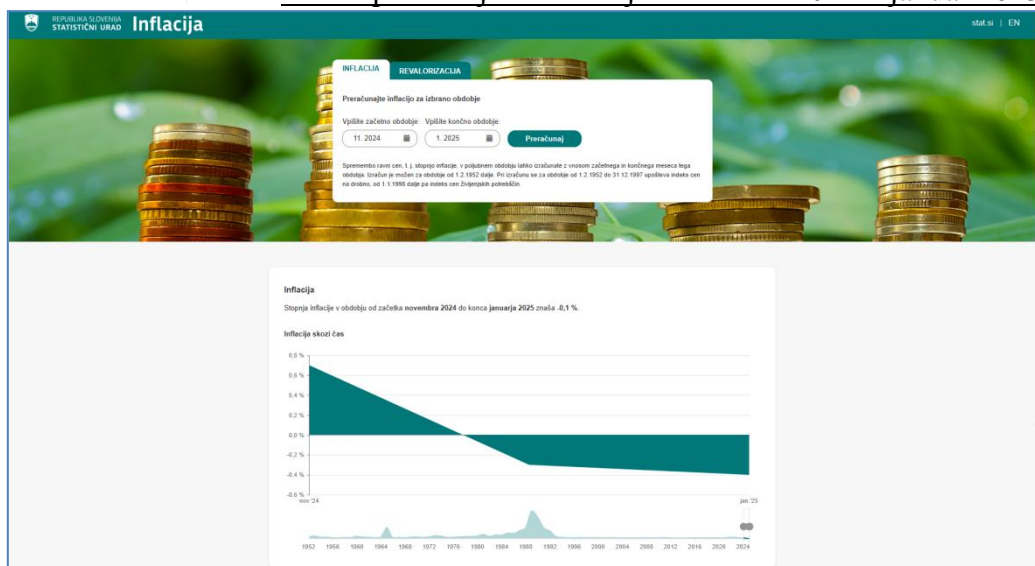 REPUBLIKA SLOVENIJA
STATISTIČNI URAD
Inflacija
stat.si | EN
INFLACIJA
REVALORIZACIJA
Preračunajte inflacijo za izbrano obdobje
Vpišite začetno obdobje: Vpišite končno obdobje:
11. 2024
1. 2025
Preračunaj
Spremembo ravni cen, t. j. stopnjo inflacije, v poljubnem obdobju lahko izračunate z vnosom začetnega in končnega meseca tega
obdobja. Izračun je možen za obdobje od 1.2.1952 dalje. Pri izračunu se za obdobje od 1.2.1952 do 31.12.1997 upošteva indeks cen
na drobno, od 1.1.1998 dalje pa indeks cen življenjskih potrebščin.
Inflacija
Stopnja inflacije v obdobju od začetka novembra 2024 do konca januarja 2025 znaša -0,1 %.
Inflacija skozi čas
0,8 %
0,6 %
0,4 %
0,2 %
0,0 %
-0,2 %
-0,4 %
-0,6 %
nov '24
jan '25
1952 1956 1960 1964 1968 1972 1976 1980 1984 1988 1992 1996 2000 2004 2008 2012 2016 2020 2024